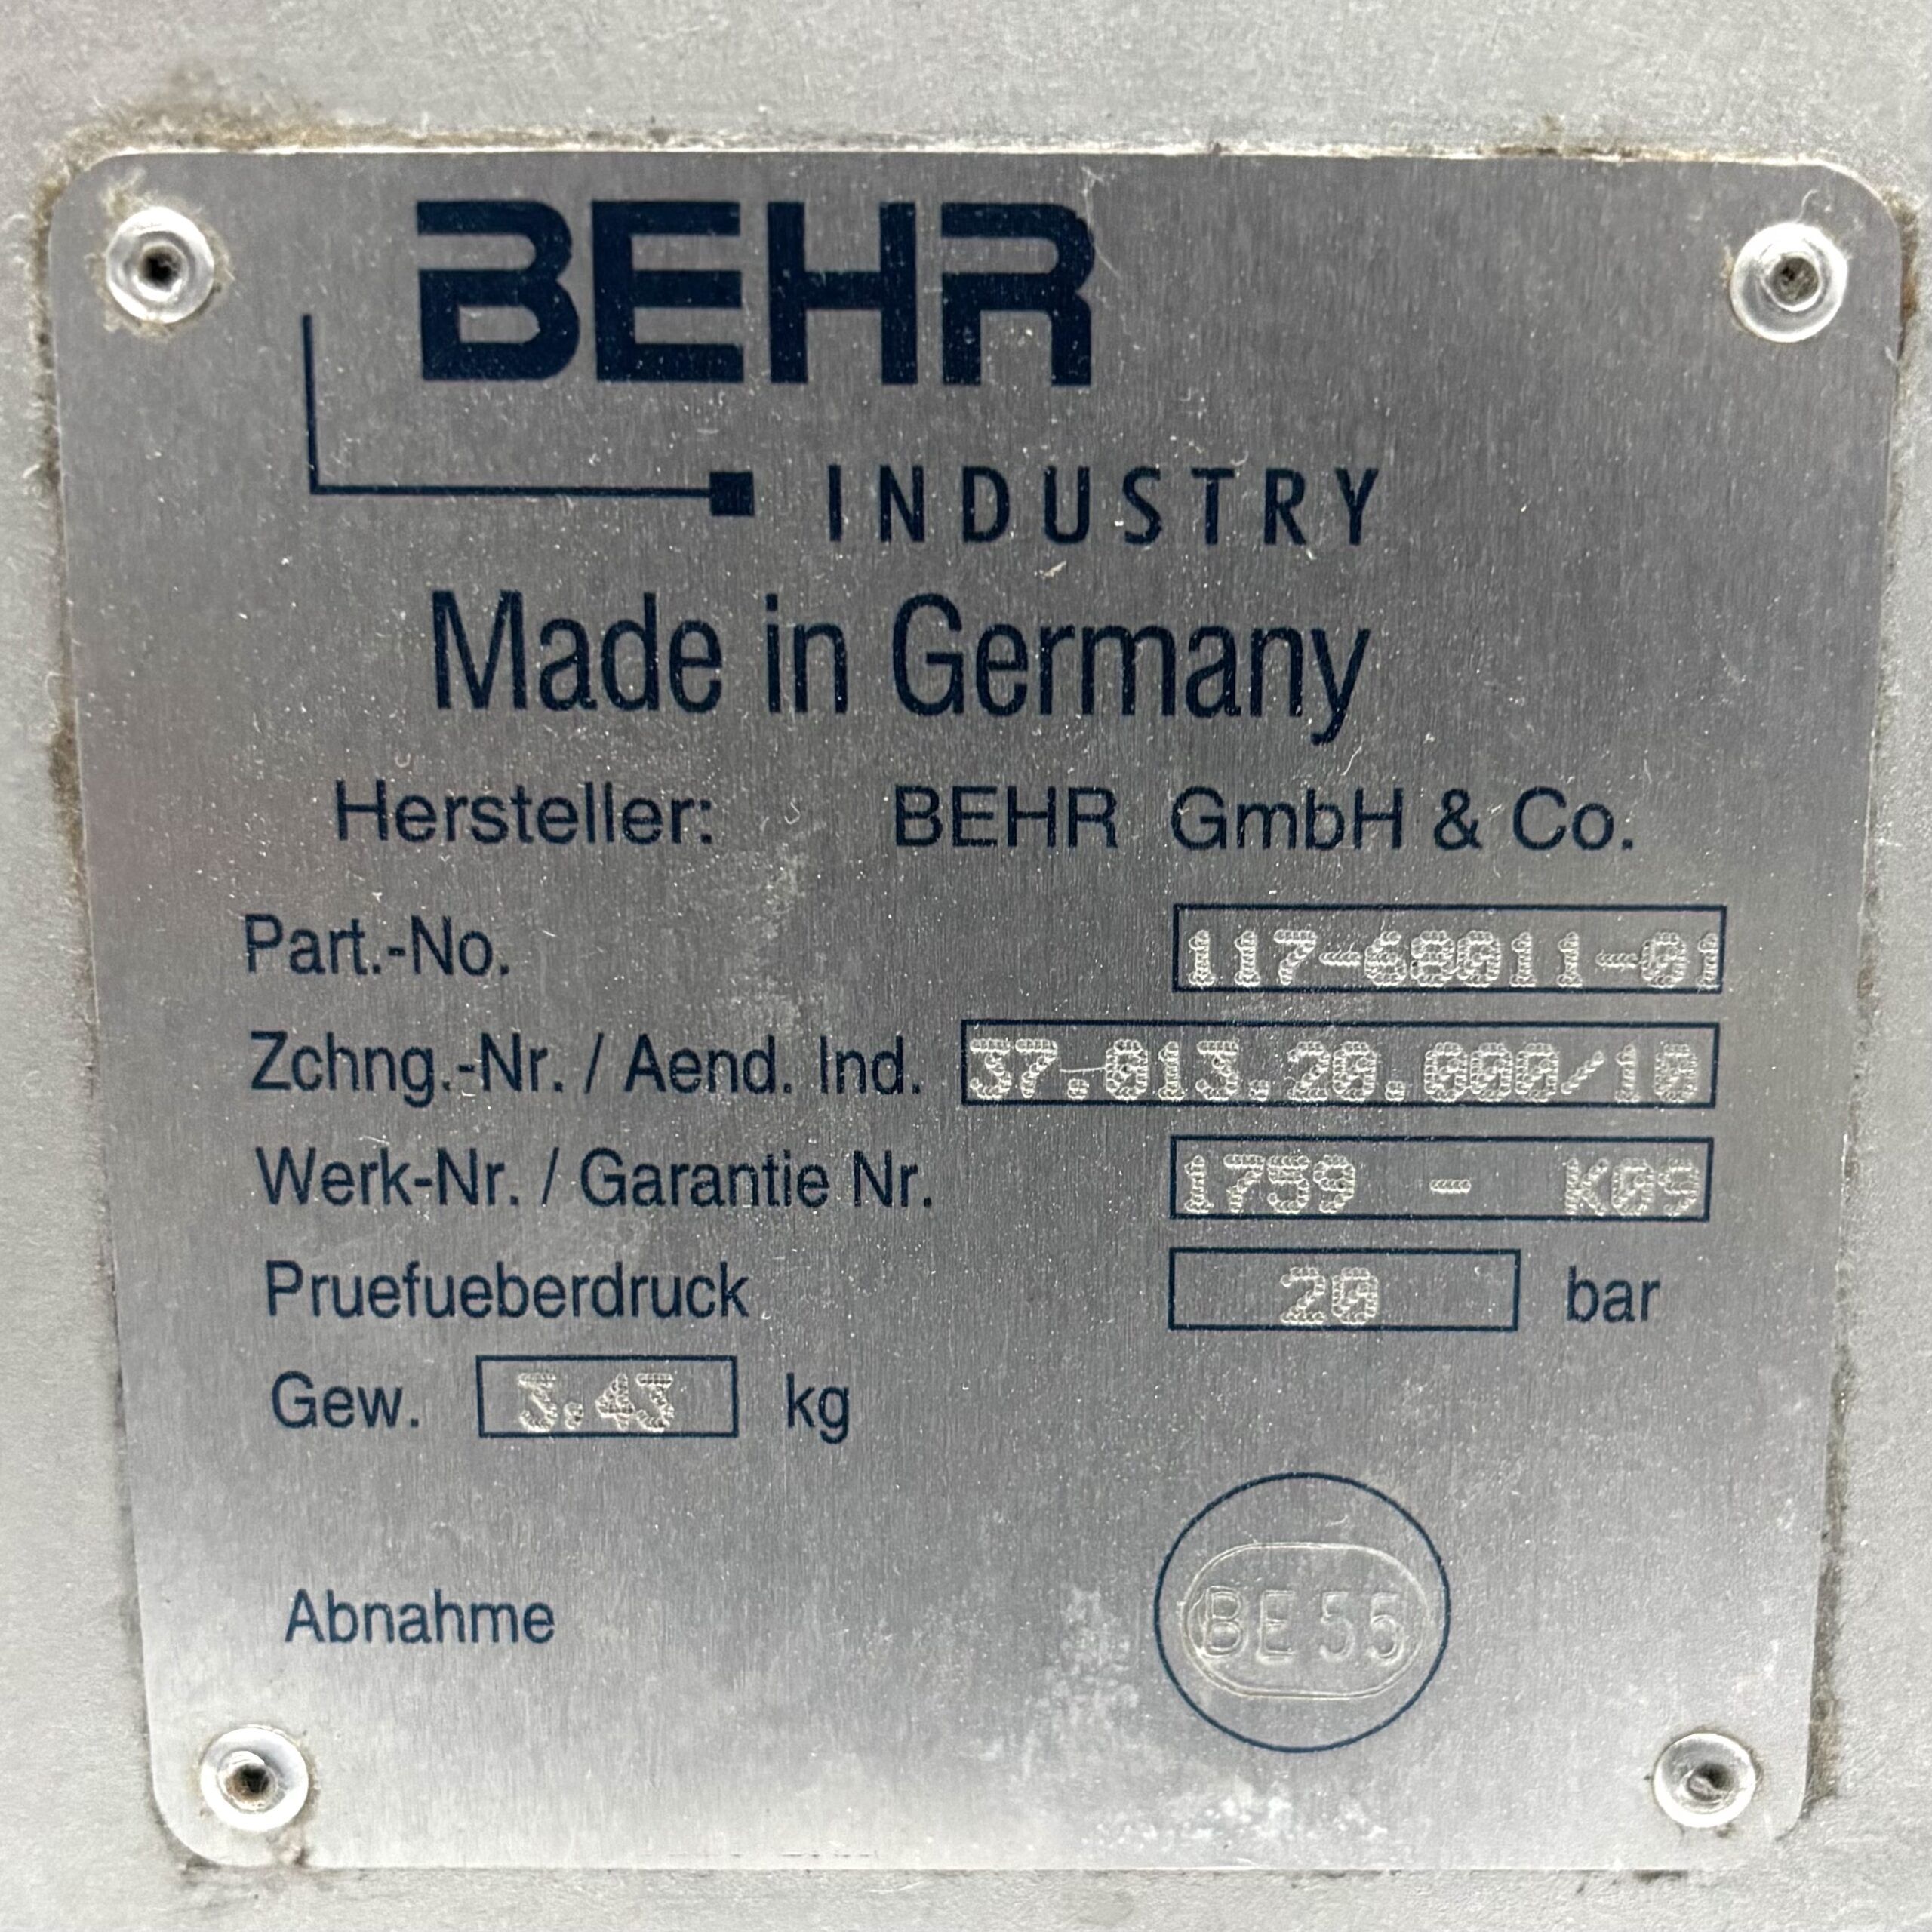 BEHR
INDUSTRY
Made in Germany
Hersteller: BEHR GmbH & Co.
Part.-No. 117-60011-01
Zchng.-Nr. / Aend. Ind. 37.013.20.000/10
Werk-Nr. / Garantie Nr. 1759 - K09
Pruefueberdruck 20 bar
Gew. 3.43 kg
Abnahme BE 55